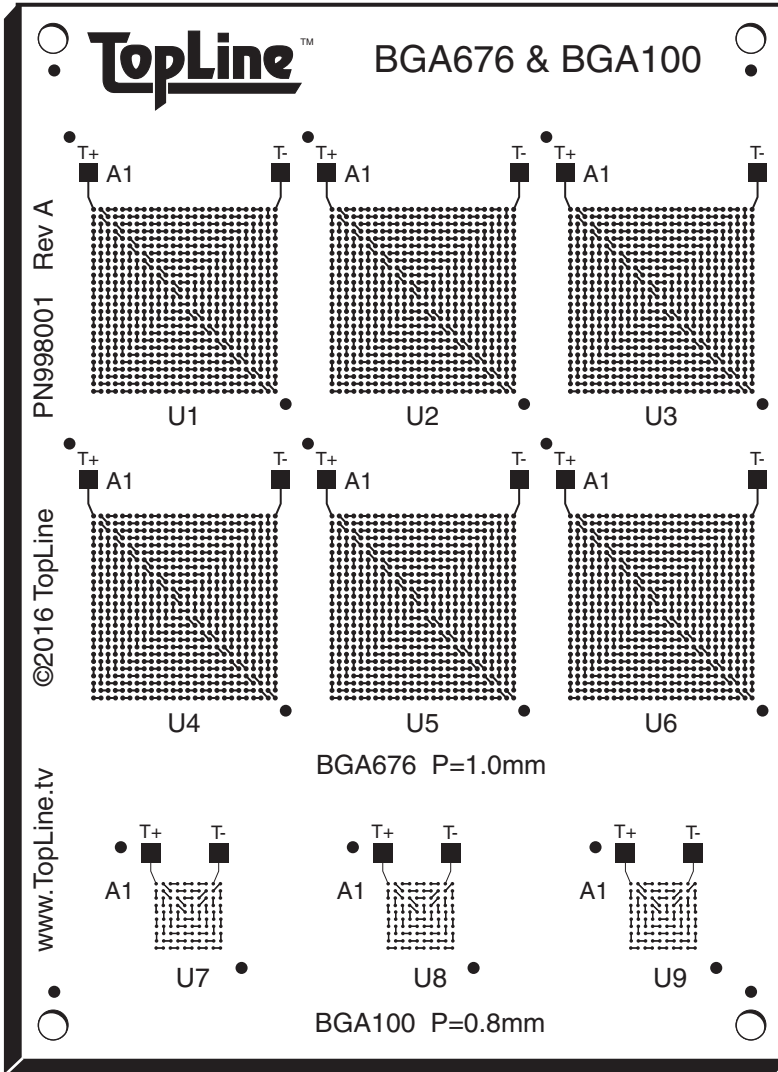 TopLine™
BGA676 & BGA100
T+ T- T+ T- T+ T-
A1 A1 A1
U1 U2 U3
T+ T- T+ T- T+ T-
A1 A1 A1
U4 U5 U6
BGA676 P=1.0mm
T+ T- T+ T- T+ T-
A1 A1 A1
U7 U8 U9
BGA100 P=0.8mm
PN998001 Rev A
©2016 TopLine
www.TopLine.tv